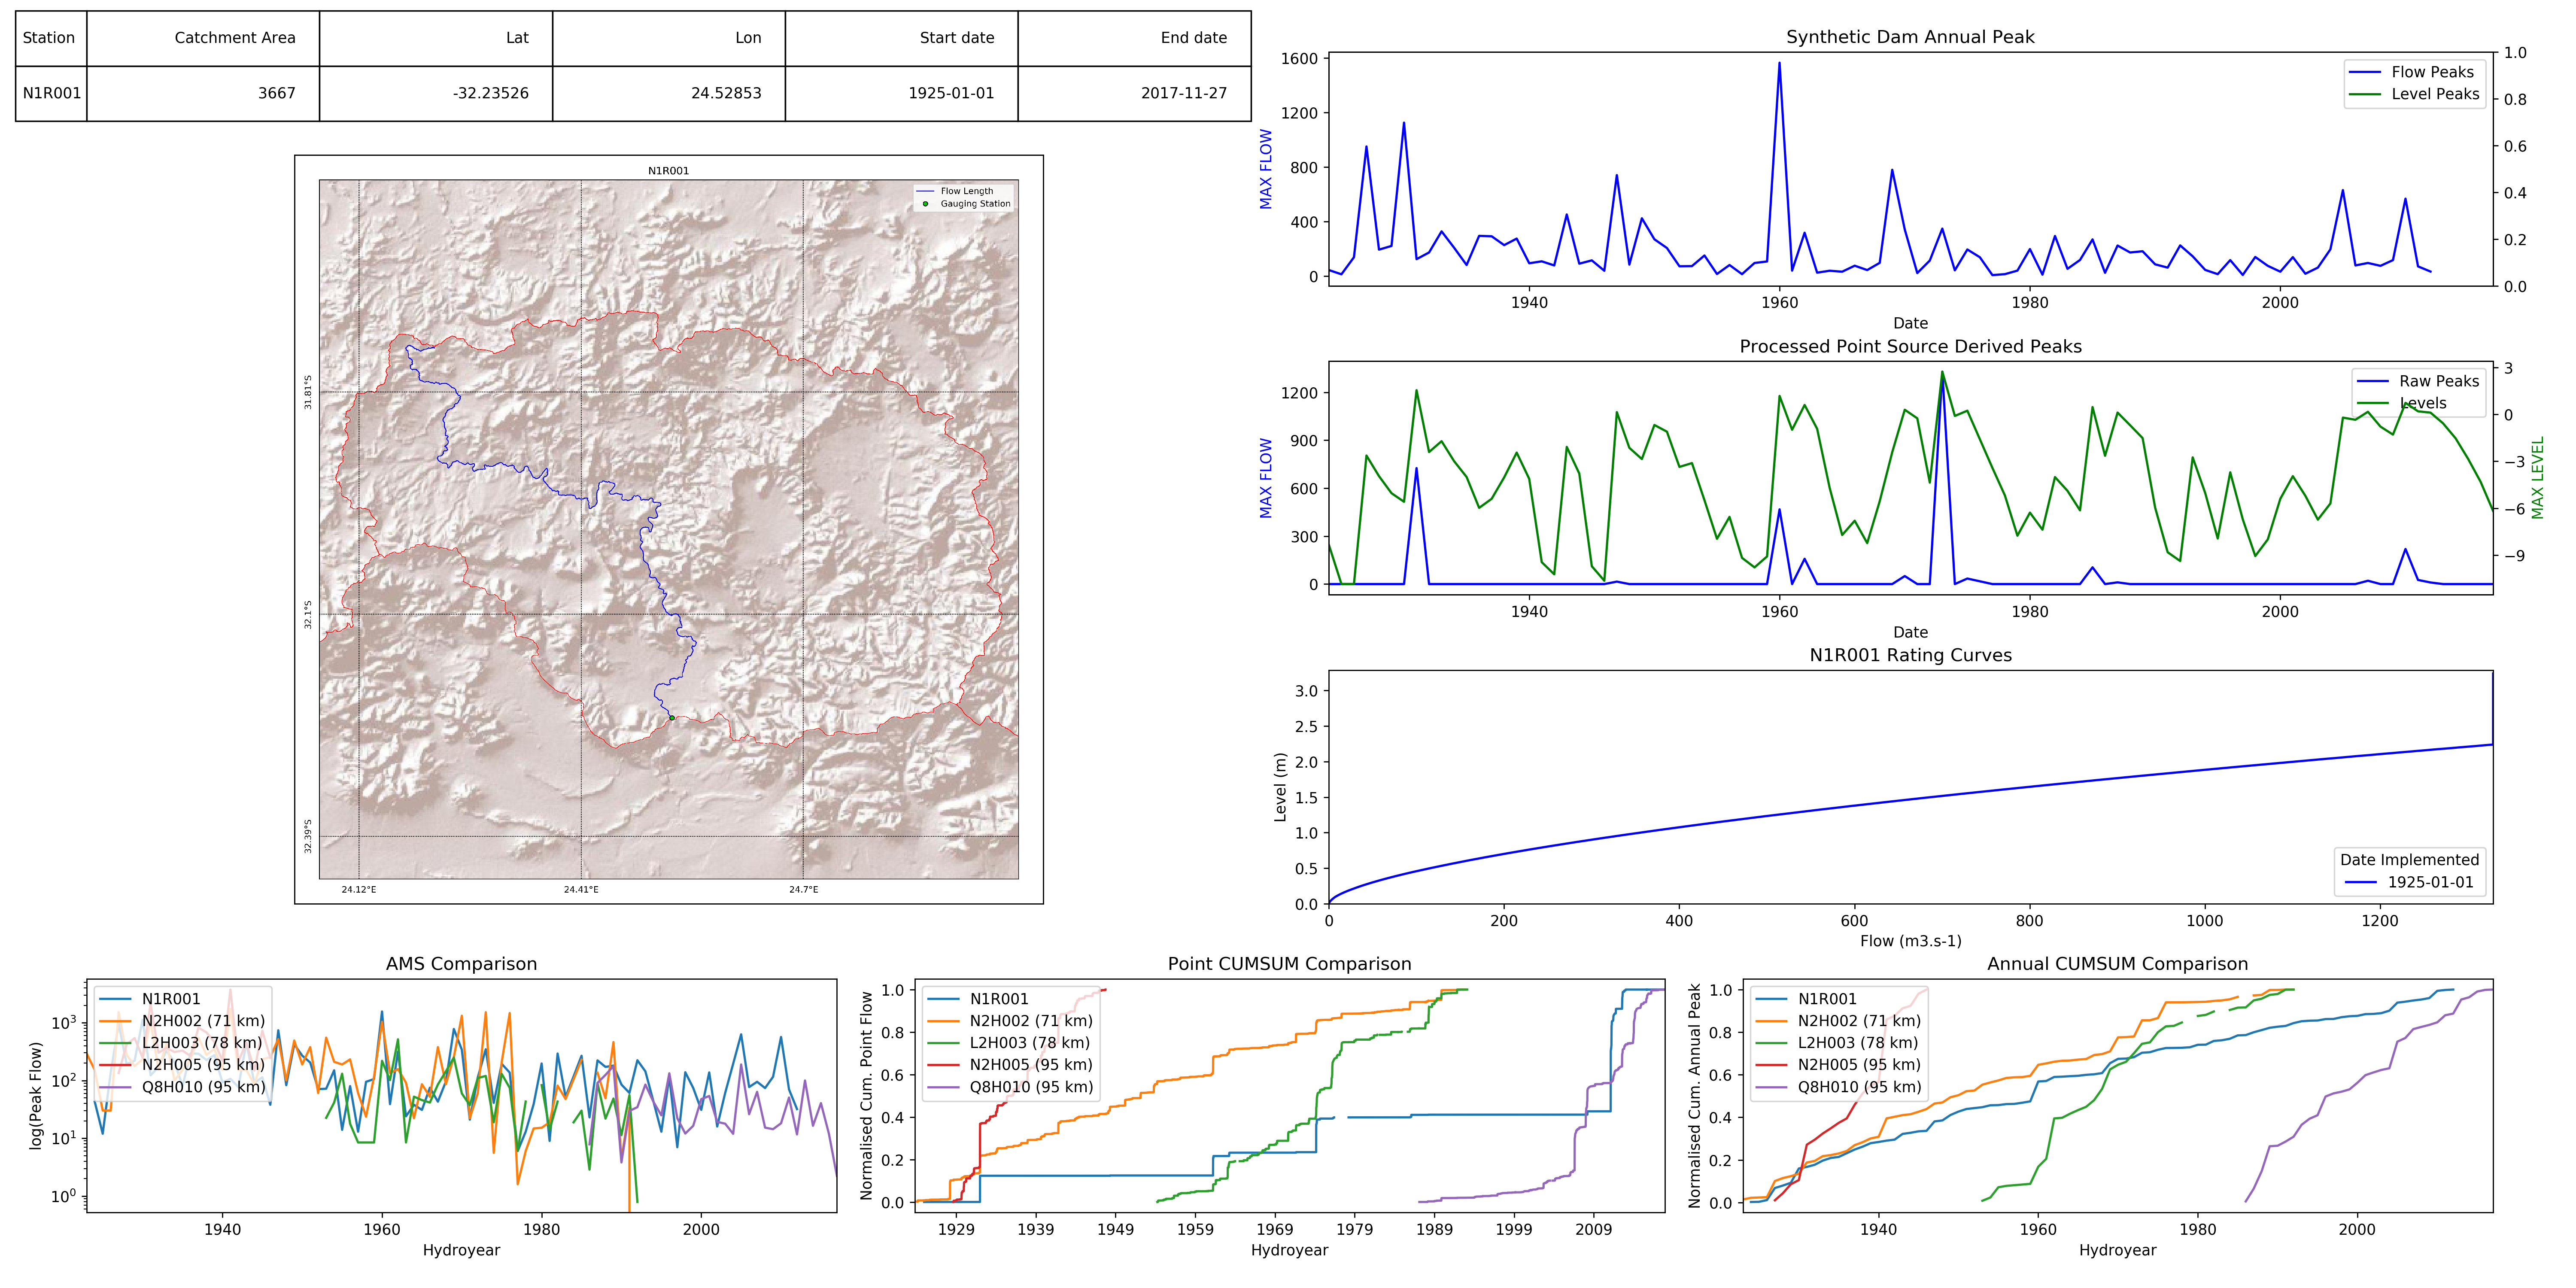 Station Catchment Area Lat Lon Start date End date
N1R001 3667 -32.23526 24.52853 1925-01-01 2017-11-27
N1R001
Flow Length
Gauging Station
31.81°S
32.1°S
32.39°S
24.12°E 24.41°E 24.7°E
Synthetic Dam Annual Peak
MAX FLOW
1600
1200
800
400
0
1.0
0.8
0.6
0.4
0.2
0.0
Flow Peaks
Level Peaks
1940 1960 1980 2000
Date
Processed Point Source Derived Peaks
MAX FLOW
1200
900
600
300
0
3
0
−3
−6
−9
MAX LEVEL
Raw Peaks
Levels
1940 1960 1980 2000
Date
N1R001 Rating Curves
Level (m)
3.0
2.5
2.0
1.5
1.0
0.5
0.0
Date Implemented
1925-01-01
0 200 400 600 800 1000 1200
Flow (m3.s-1)
AMS Comparison
log(Peak Flow)
10³
10²
10¹
10⁰
N1R001
N2H002 (71 km)
L2H003 (78 km)
N2H005 (95 km)
Q8H010 (95 km)
1940 1960 1980 2000
Hydroyear
Point CUMSUM Comparison
Normalised Cum. Point Flow
1.0
0.8
0.6
0.4
0.2
0.0
N1R001
N2H002 (71 km)
L2H003 (78 km)
N2H005 (95 km)
Q8H010 (95 km)
1929 1939 1949 1959 1969 1979 1989 1999 2009
Hydroyear
Annual CUMSUM Comparison
Normalised Cum. Annual Peak
1.0
0.8
0.6
0.4
0.2
0.0
N1R001
N2H002 (71 km)
L2H003 (78 km)
N2H005 (95 km)
Q8H010 (95 km)
1940 1960 1980 2000
Hydroyear